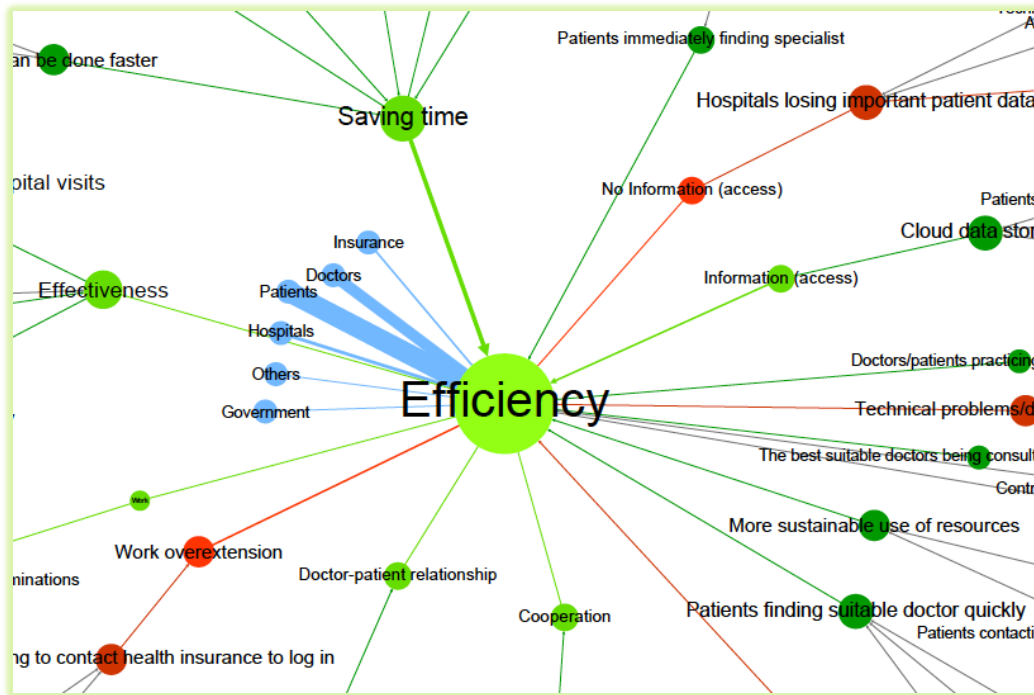 Patients immediately finding specialist
an be done faster
Hospitals losing important patient data
Saving time
pital visits
No Information (access)
Patients
Cloud data stor
Insurance
Doctors
Information (access)
Effectiveness
Patients
Hospitals
Doctors/patients practicing
Others
Efficiency
Government
Technical problems/d
The best suitable doctors being consult
Contr
Work
More sustainable use of resources
Work overextension
minations
Doctor-patient relationship
Cooperation
Patients finding suitable doctor quickly
Patients contacti
ng to contact health insurance to log in